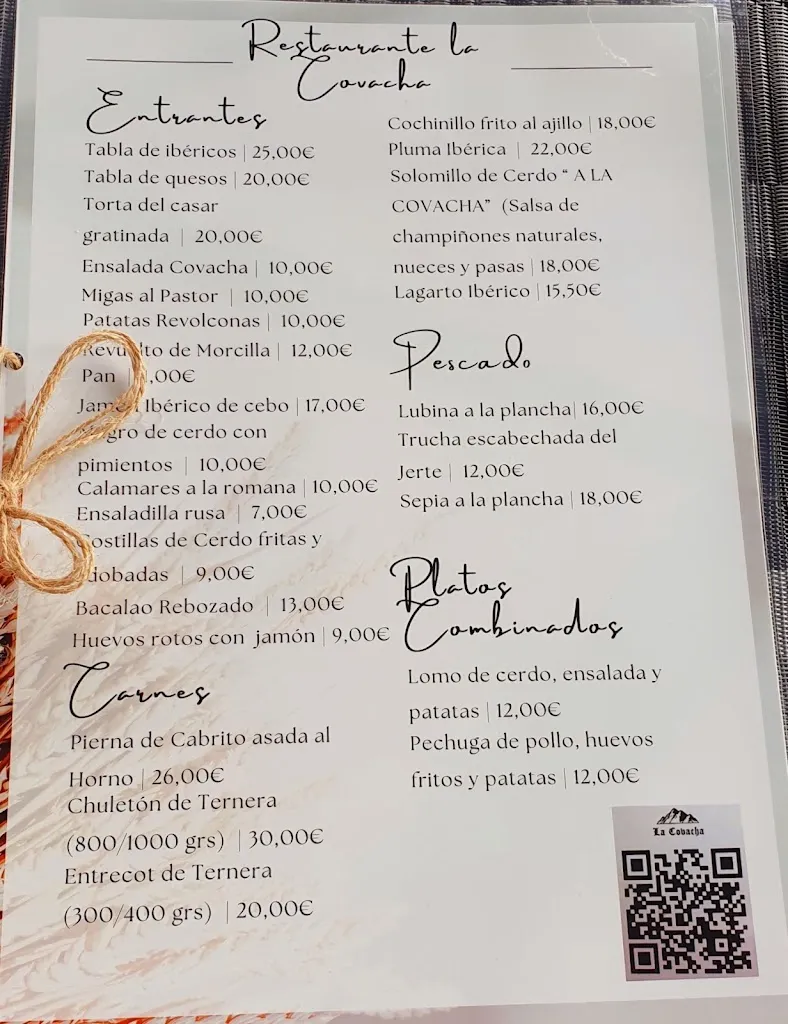 Restaurante la
Covacha
Entrantes
Tabla de ibéricos | 25,00€
Tabla de quesos | 20,00€
Torta del casar
gratinada | 20,00€
Ensalada Covacha | 10,00€
Migas al Pastor | 10,00€
Patatas Revolconas | 10,00€
Revuelto de Morcilla | 12,00€
Pan
Jamón Ibérico de cebo | 17,00€
de cerdo con
pimientos | 10,00€
Calamares a la romana | 10,00€
Ensaladilla rusa | 7,00€
Costillas de Cerdo fritas y
adobadas | 9,00€
Bacalao Rebozado | 13,00€
Huevos rotos con jamón | 9,00€
Carnes
Pierna de Cabrito asada al
Horno | 26,00€
Chuletón de Ternera
(800/1000 grs) | 30,00€
Entrecot de Ternera
(300/400 grs) | 20,00€
Cochinillo frito al ajillo | 18,00€
Pluma Ibérica | 22,00€
Solomillo de Cerdo “ A LA
COVACHA” (Salsa de
champiñones naturales,
nueces y pasas | 18,00€
Lagarto Ibérico | 15,50€
Pescado
Lubina a la plancha| 16,00€
Trucha escabechada del
Jerte | 12,00€
Sepia a la plancha | 18,00€
Platos
Combinados
Lomo de cerdo, ensalada y
patatas | 12,00€
Pechuga de pollo, huevos
fritos y patatas | 12,00€
La Covacha